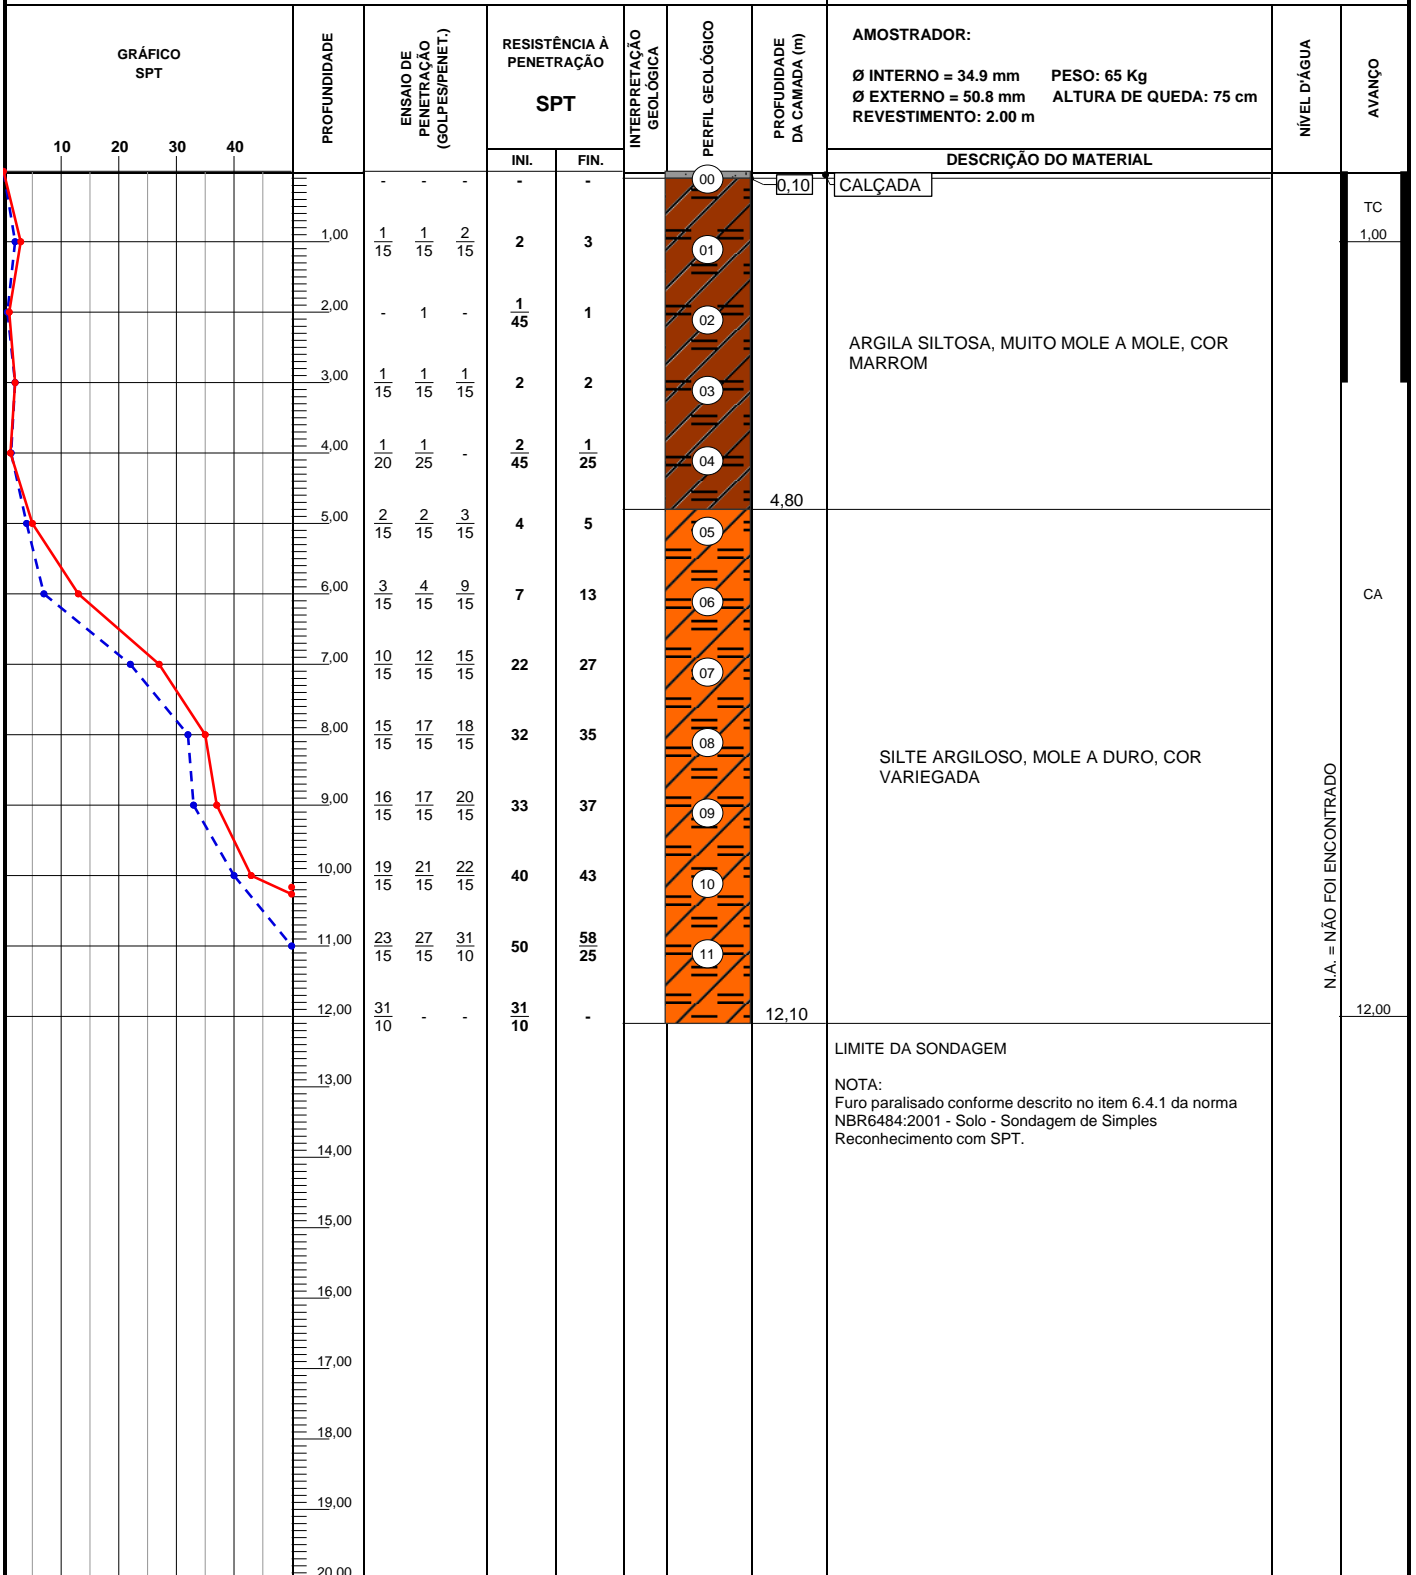 GRÁFICO
SPT
10 20 30 40
PROFUNDIDADE
ENSAIO DE
PENETRAÇÃO
(GOLPES/PENET.)
RESISTÊNCIA À
PENETRAÇÃO
SPT
INI. FIN.
INTERPRETAÇÃO
GEOLÓGICA
PERFIL GEOLÓGICO
PROFUDIDADE
DA CAMADA (m)
AMOSTRADOR:
Ø INTERNO = 34.9 mm PESO: 65 Kg
Ø EXTERNO = 50.8 mm ALTURA DE QUEDA: 75 cm
REVESTIMENTO: 2.00 m
DESCRIÇÃO DO MATERIAL
NÍVEL D'ÁGUA
AVANÇO
- - - - - 00 0,10 CALÇADA
TC
1,00 1/15 1/15 2/15 2 3 01 1,00
2,00 - 1 - 1/45 1 02
ARGILA SILTOSA, MUITO MOLE A MOLE, COR
MARROM
3,00 1/15 1/15 1/15 2 2 03
4,00 1/20 1/25 - 2/45 1/25 04
4,80
5,00 2/15 2/15 3/15 4 5 05
6,00 3/15 4/15 9/15 7 13 06 CA
7,00 10/15 12/15 15/15 22 27 07
8,00 15/15 17/15 18/15 32 35 08
SILTE ARGILOSO, MOLE A DURO, COR
VARIEGADA
9,00 16/15 17/15 20/15 33 37 09
10,00 19/15 21/15 22/15 40 43 10
11,00 23/15 27/15 31/10 50 58/25 11
N.A. = NÃO FOI ENCONTRADO
12,00 31/10 - - 31/10 - 12,10 12,00
LIMITE DA SONDAGEM
13,00
NOTA:
Furo paralisado conforme descrito no item 6.4.1 da norma
NBR6484:2001 - Solo - Sondagem de Simples
Reconhecimento com SPT.
14,00
15,00
16,00
17,00
18,00
19,00
20,00